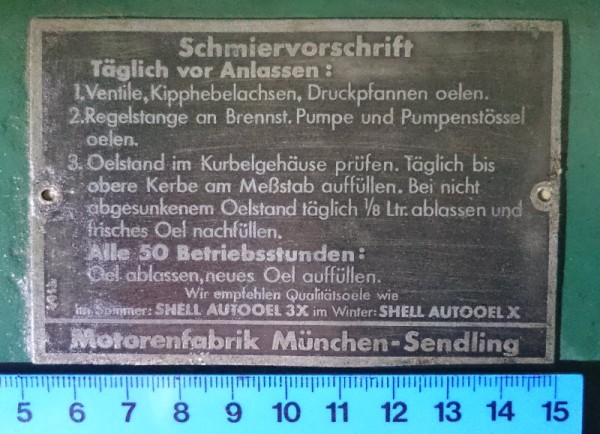 Schmiervorschrift
Täglich vor Anlassen:
1. Ventile, Kipphebelachsen, Druckpfannen oelen.
2. Regelstange an Brennst. Pumpe und Pumpenstössel
oelen.
3. Oelstand im Kurbelgehäuse prüfen. Täglich bis
obere Kerbe am Meßstab auffüllen. Bei nicht
abgesunkenem Oelstand täglich 1/8 Ltr. ablassen und
frisches Oel nachfüllen.
Alle 50 Betriebsstunden:
Oel ablassen, neues Oel auffüllen.
Wir empfehlen Qualitätsoele wie
im Sommer: SHELL AUTOOEL 3X im Winter: SHELL AUTOOEL X
Motorenfabrik München-Sendling
5 6 7 8 9 10 11 12 13 14 15